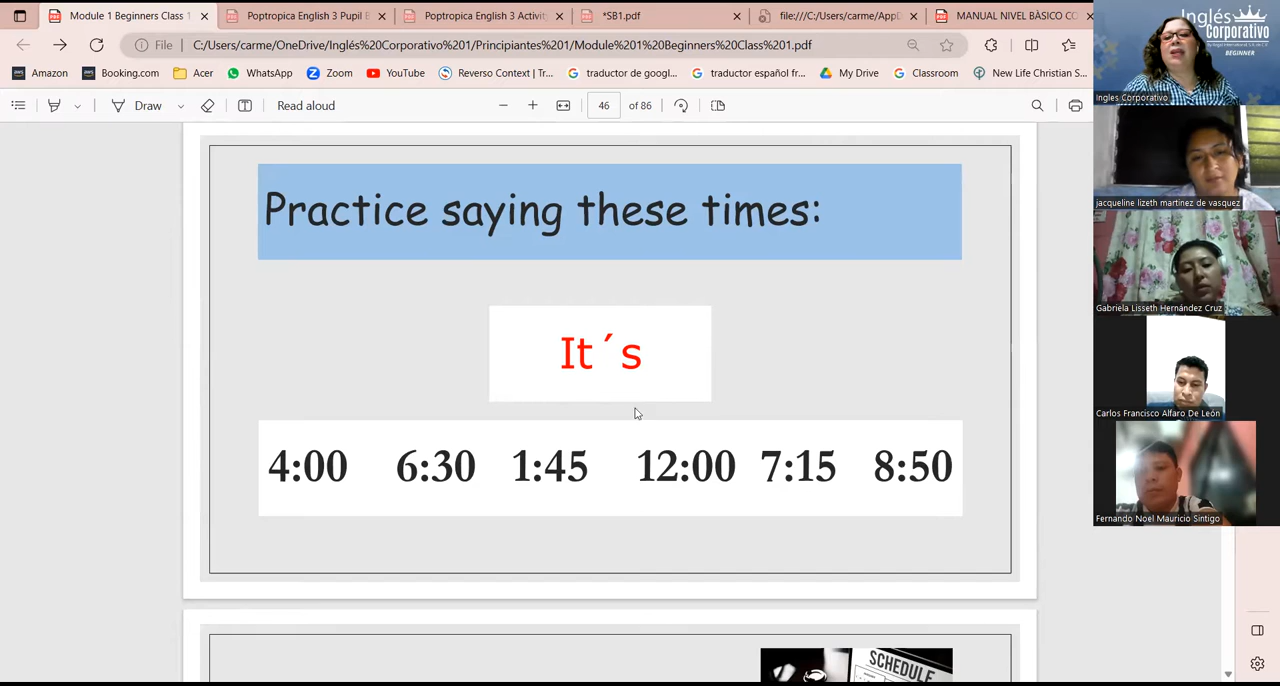 Module 1 Beginners Class 1
Poptropica English 3 Pupil B
Poptropica English 3 Activit
*SB1.pdf
file:///C:/Users/carme/AppD
MANUAL NIVEL BÀSICO CO
File
C:/Users/carme/OneDrive/Inglés%20Corporativo%201/Principiantes%201/Module%201%20Beginners%20Class%201.pdf
Amazon
Booking.com
Acer
WhatsApp
Zoom
YouTube
Reverso Context | Tr...
traductor de googl...
traductor español fr...
My Drive
Classroom
New Life Christian S...
Draw
Read aloud
46 of 86
Practice saying these times:
It´s
4:00 6:30 1:45 12:00 7:15 8:50
SCHEDULE
Inglés
Corporativo
BEGINNER
Ingles Corporativo
jacqueline lizeth martinez de vasquez
Gabriela Lisseth Hernández Cruz
Carlos Francisco Alfaro De León
Fernando Noel Mauricio Sintigo